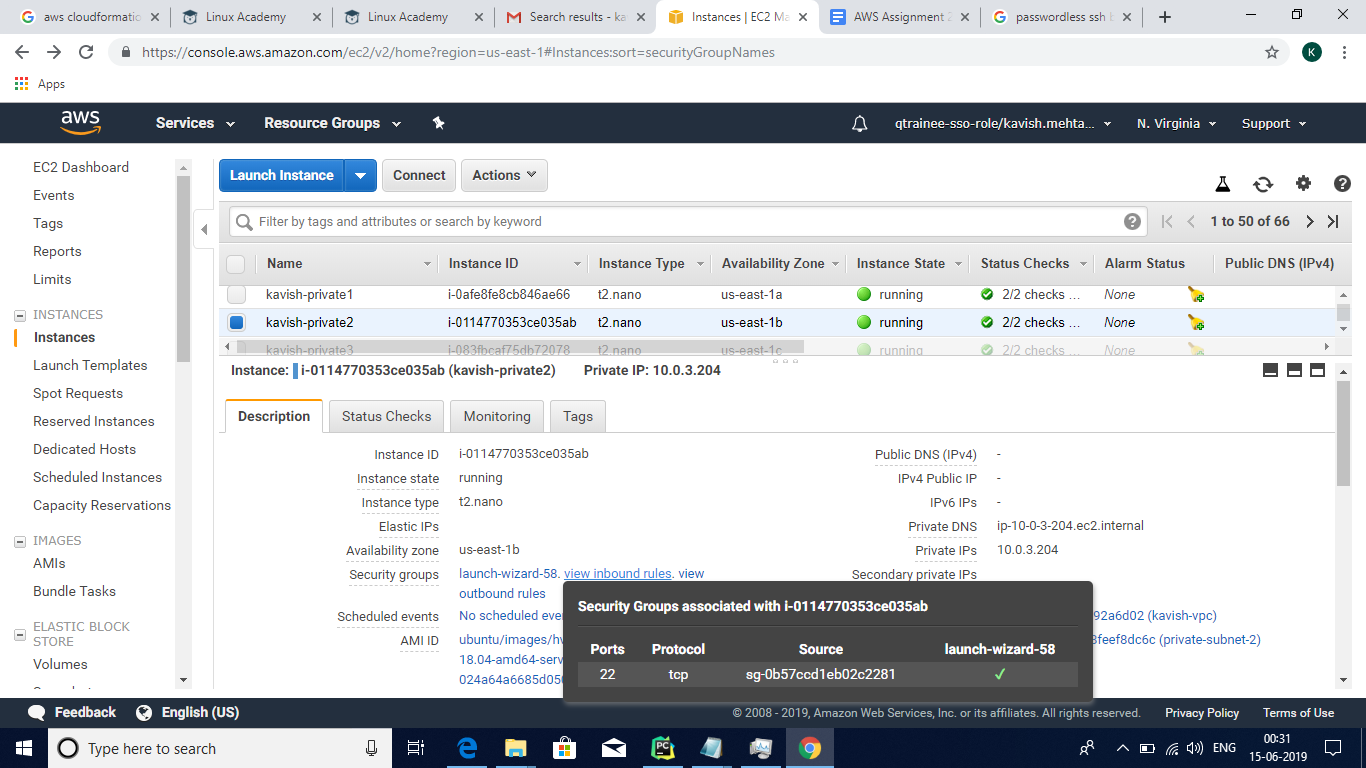 aws cloudformatio
Linux Academy
Linux Academy
Search results - ka
Instances | EC2 Ma
AWS Assignment 2
passwordless ssh b
https://console.aws.amazon.com/ec2/v2/home?region=us-east-1#Instances:sort=securityGroupNames
K
Apps
aws
Services
Resource Groups
qtrainee-sso-role/kavish.mehta...
N. Virginia
Support
EC2 Dashboard
Events
Tags
Reports
Limits
INSTANCES
Instances
Launch Templates
Spot Requests
Reserved Instances
Dedicated Hosts
Scheduled Instances
Capacity Reservations
IMAGES
AMIs
Bundle Tasks
ELASTIC BLOCK
STORE
Volumes
Launch Instance
Connect
Actions
Filter by tags and attributes or search by keyword
1 to 50 of 66
Name Instance ID Instance Type Availability Zone Instance State Status Checks Alarm Status Public DNS (IPv4)
kavish-private1 i-0afe8fe8cb846ae66 t2.nano us-east-1a running 2/2 checks ... None
kavish-private2 i-0114770353ce035ab t2.nano us-east-1b running 2/2 checks ... None
kavish-private3 i-083fbcaf75db72078 t2.nano us-east-1c running 2/2 checks ... None
Instance: i-0114770353ce035ab (kavish-private2) Private IP: 10.0.3.204
Description
Status Checks
Monitoring
Tags
Instance ID i-0114770353ce035ab
Instance state running
Instance type t2.nano
Elastic IPs
Availability zone us-east-1b
Security groups launch-wizard-58. view inbound rules. view
outbound rules
Scheduled events No scheduled eve
AMI ID ubuntu/images/hv
18.04-amd64-serv
024a64a6685d05
Public DNS (IPv4) -
IPv4 Public IP -
IPv6 IPs -
Private DNS ip-10-0-3-204.ec2.internal
Private IPs 10.0.3.204
Secondary private IPs
92a6d02 (kavish-vpc)
feef8dc6c (private-subnet-2)
Security Groups associated with i-0114770353ce035ab
Ports Protocol Source launch-wizard-58
22 tcp sg-0b57ccd1eb02c2281 ✓
Feedback
English (US)
© 2008 - 2019, Amazon Web Services, Inc. or its affiliates. All rights reserved.
Privacy Policy
Terms of Use
Type here to search
PC
ENG
00:31
15-06-2019